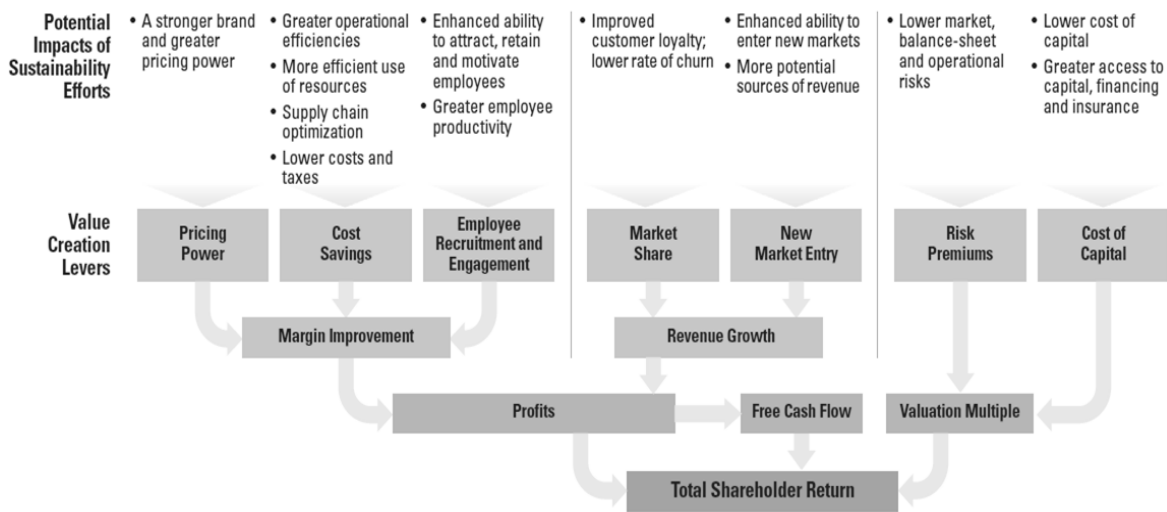 Potential
Impacts of
Sustainability
Efforts
• A stronger brand
and greater
pricing power
• Greater operational
efficiencies
• More efficient use
of resources
• Supply chain
optimization
• Lower costs and
taxes
• Enhanced ability
to attract, retain
and motivate
employees
• Greater employee
productivity
• Improved
customer loyalty;
lower rate of churn
• Enhanced ability to
enter new markets
• More potential
sources of revenue
• Lower market,
balance-sheet
and operational
risks
• Lower cost of
capital
• Greater access to
capital, financing
and insurance
Value
Creation
Levers
Pricing
Power
Cost
Savings
Employee
Recruitment and
Engagement
Market
Share
New
Market Entry
Risk
Premiums
Cost of
Capital
Margin Improvement
Revenue Growth
Profits
Free Cash Flow
Valuation Multiple
Total Shareholder Return